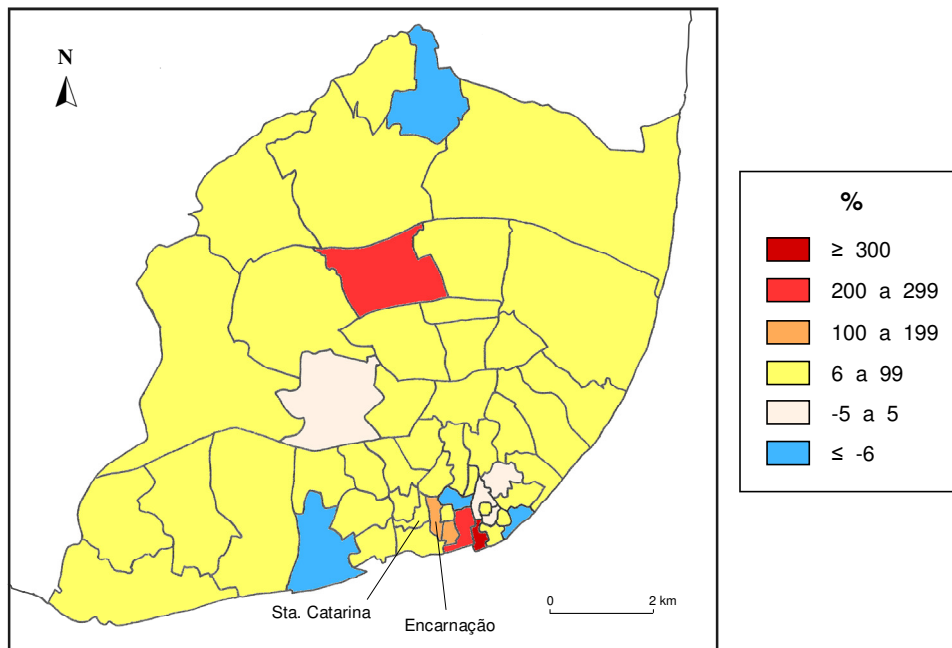 N
%
≥ 300
200 a 299
100 a 199
6 a 99
-5 a 5
≤ -6
Sta. Catarina
Encarnação
0 2 km